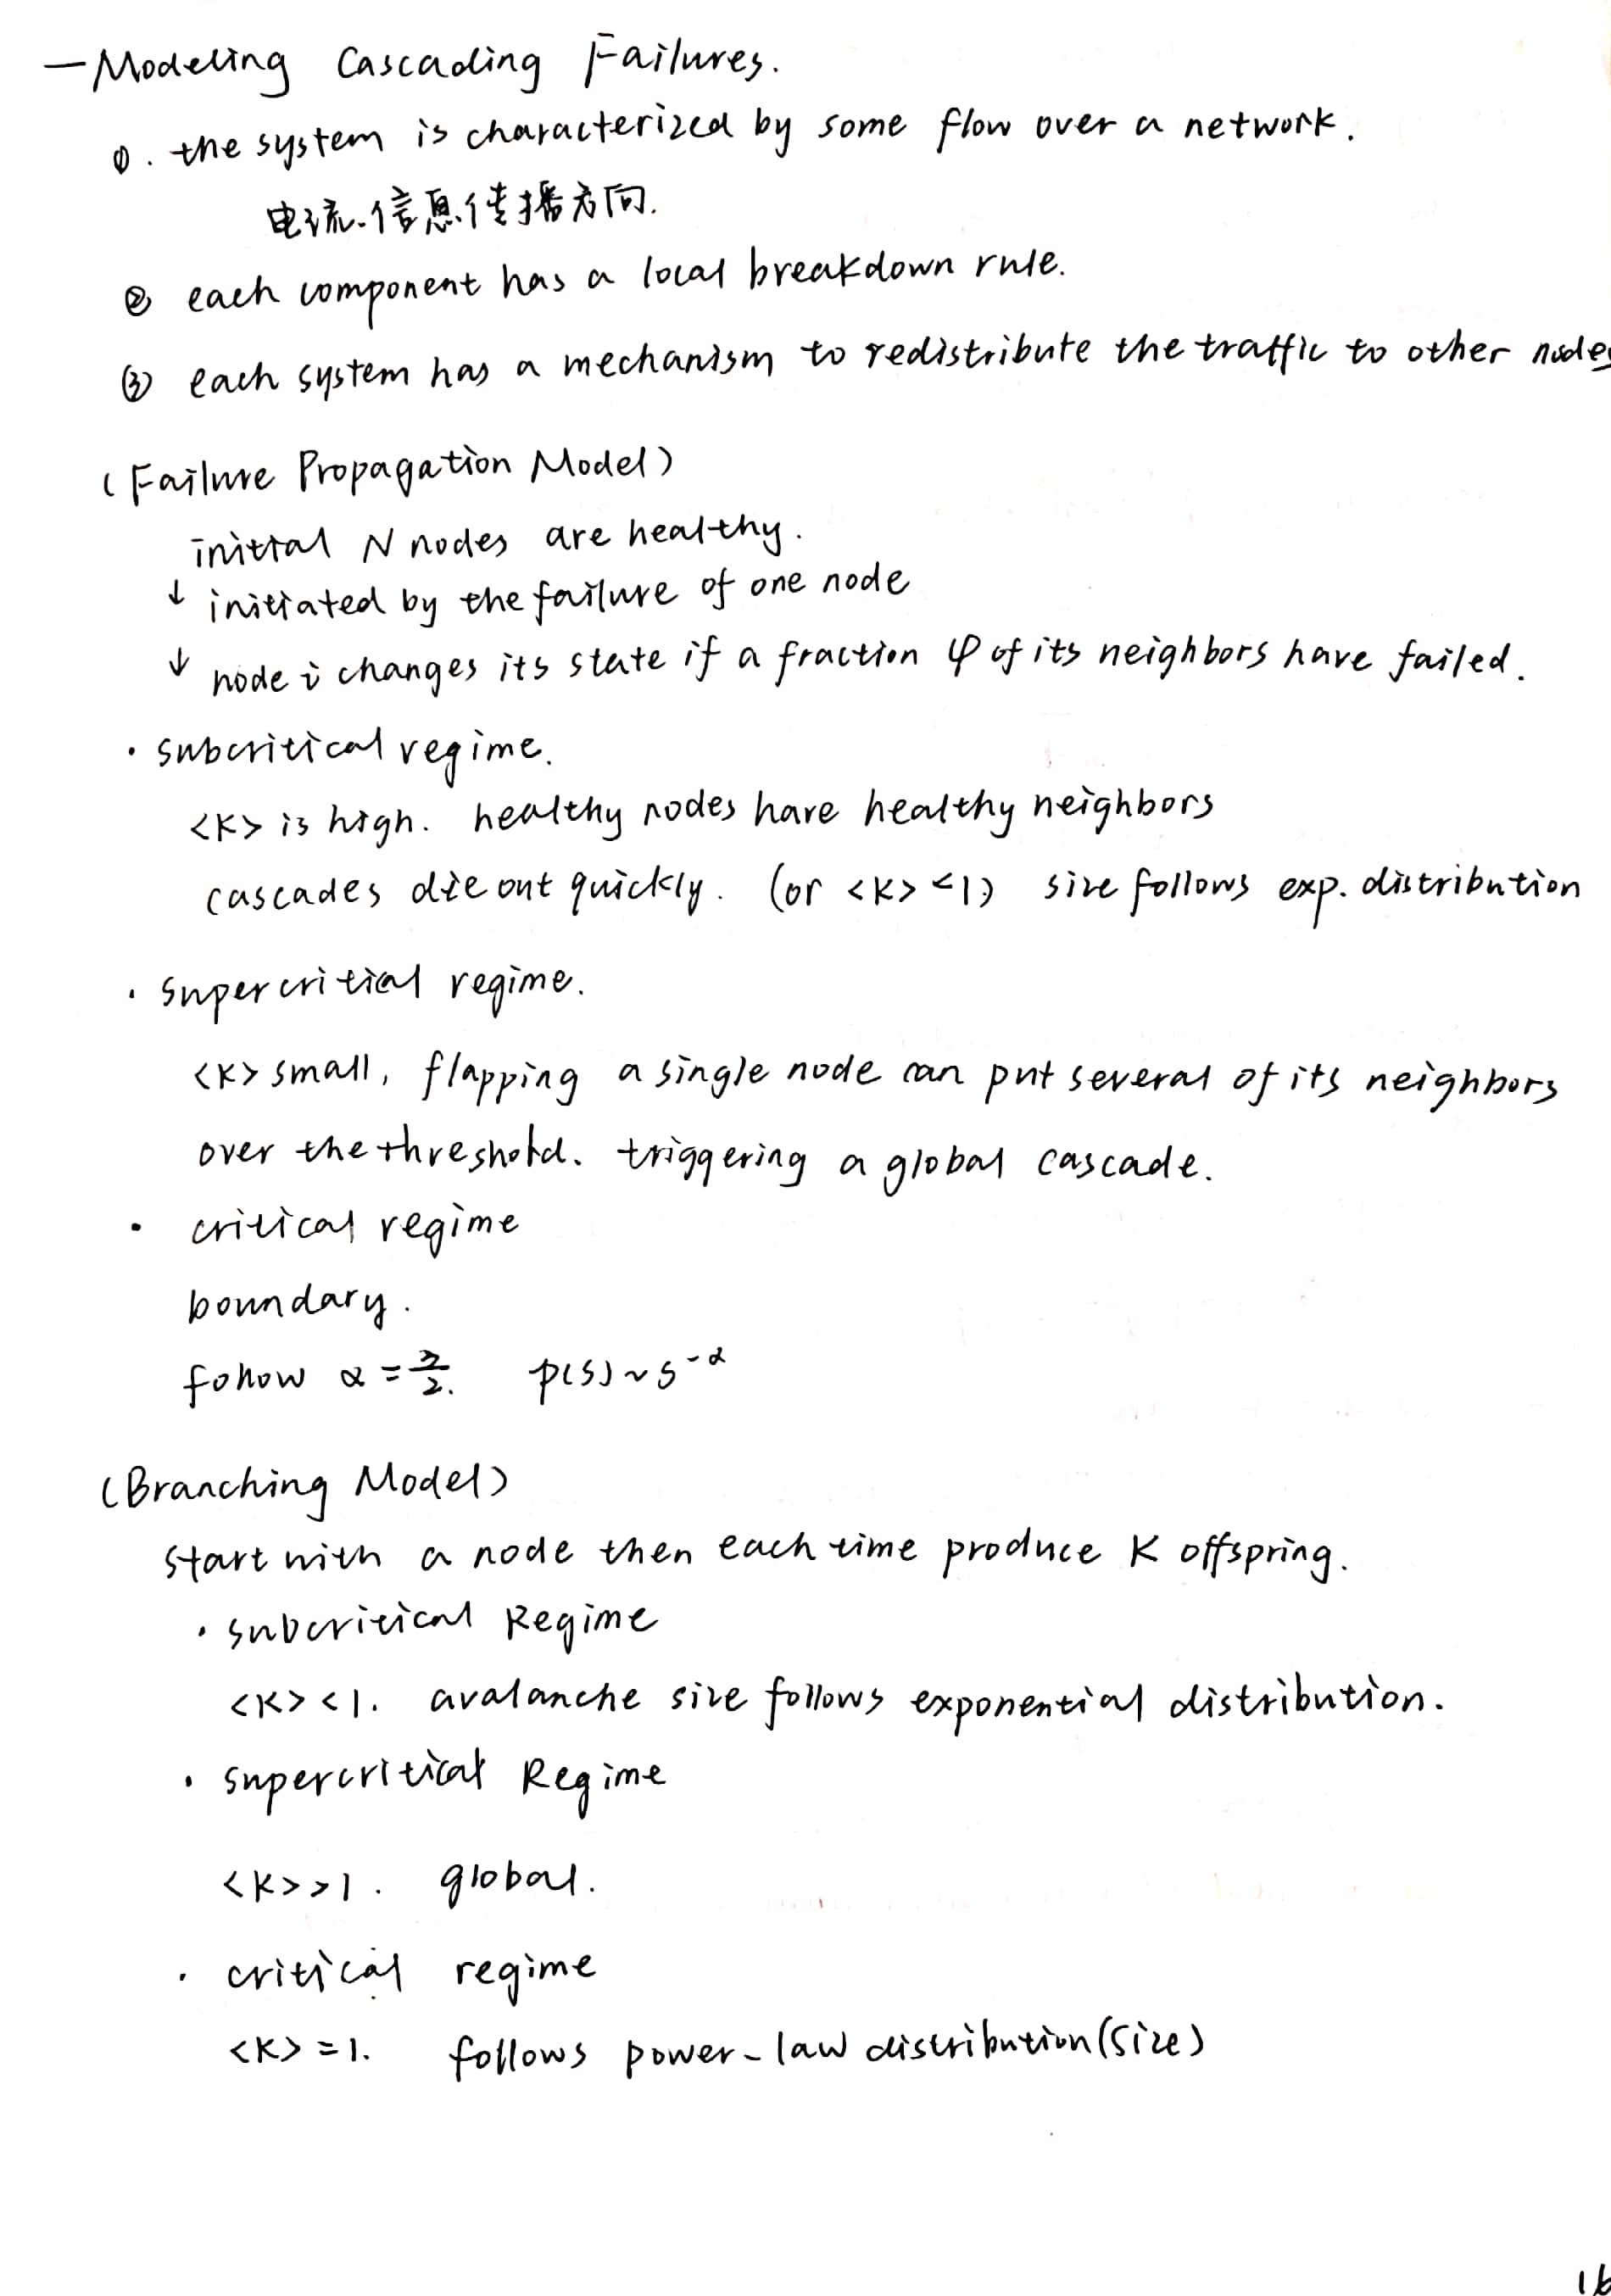 — Modeling Cascading Failures.
①. the system is characterized by some flow over a network.
电流、信息传播方向.
② each component has a local breakdown rule.
③ each system has a mechanism to redistribute the traffic to other nodes
(Failure Propagation Model)
initial N nodes are healthy.
↓ initiated by the failure of one node
↓ node i changes its state if a fraction φ of its neighbors have failed.
· subcritical regime.
<K> is high. healthy nodes have healthy neighbors
cascades die out quickly. (or <K> <1) size follows exp. distribution
· supercritical regime.
<K> small, flapping a single node can put several of its neighbors
over the threshold. triggering a global cascade.
· critical regime
boundary.
follow α = 3/2. p(s) ~ s^-α
(Branching Model)
start with a node then each time produce K offspring.
· subcritical Regime
<K> < 1. avalanche size follows exponential distribution.
· supercritical Regime
<K> > 1. global.
· critical regime
<K> = 1. follows power-law distribution (size)
16